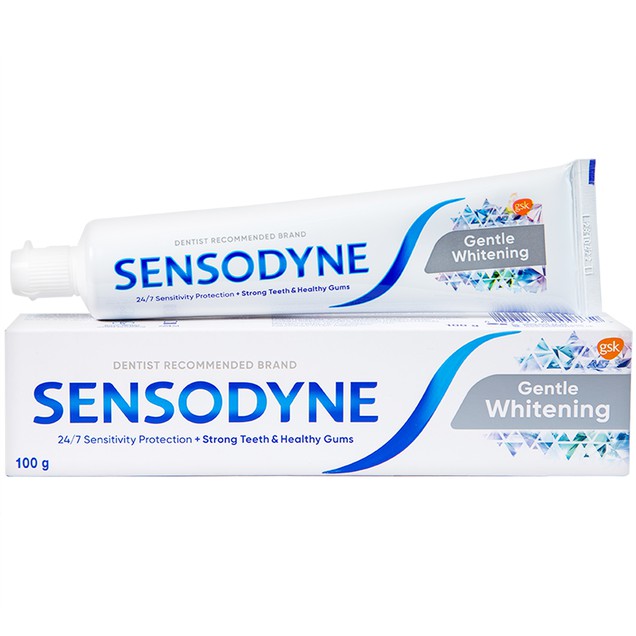 DENTIST RECOMMENDED BRAND
SENSODYNE
24/7 Sensitivity Protection + Strong Teeth & Healthy Gums
gsk
Gentle
Whitening
100 g
DENTIST RECOMMENDED BRAND
SENSODYNE
24/7 Sensitivity Protection + Strong Teeth & Healthy Gums
100 g
gsk
Gentle
Whitening